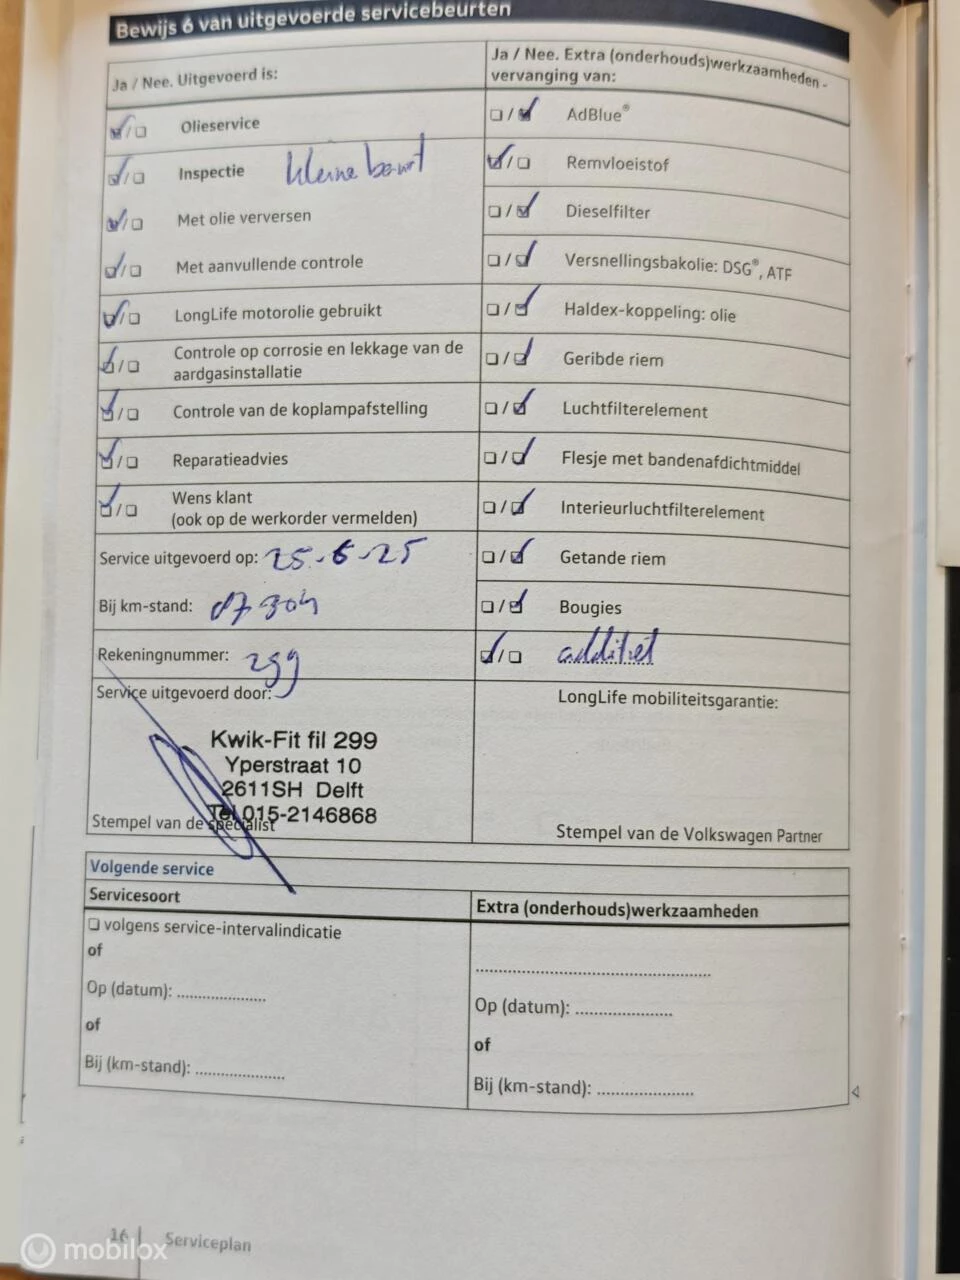 Bewijs 6 van uitgevoerde servicebeurten
Ja / Nee. Uitgevoerd is:
Olieservice
Inspectie kleine beurt
Met olie verversen
Met aanvullende controle
LongLife motorolie gebruikt
Controle op corrosie en lekkage van de
aardgasinstallatie
Controle van de koplampafstelling
Reparatieadvies
Wens klant
(ook op de werkorder vermelden)
Service uitgevoerd op: 25-6-25
Bij km-stand:
Rekeningnummer: 299
Service uitgevoerd door:
Kwik-Fit fil 299
Yperstraat 10
2611SH Delft
Tel 015-2146868
Stempel van de specialist
Ja / Nee. Extra (onderhouds)werkzaamheden -
vervanging van:
AdBlue®
Remvloeistof
Dieselfilter
Versnellingsbakolie: DSG®, ATF
Haldex-koppeling: olie
Geribde riem
Luchtfilterelement
Flesje met bandenafdichtmiddel
Interieurluchtfilterelement
Getande riem
Bougies
additief
LongLife mobiliteitsgarantie:
Stempel van de Volkswagen Partner
Volgende service
Servicesoort
volgens service-intervalindicatie
of
Op (datum): ................
of
Bij (km-stand): ................
Extra (onderhouds)werkzaamheden
..........................................
Op (datum): ..................
of
Bij (km-stand): ..................
16 Serviceplan
mobilox